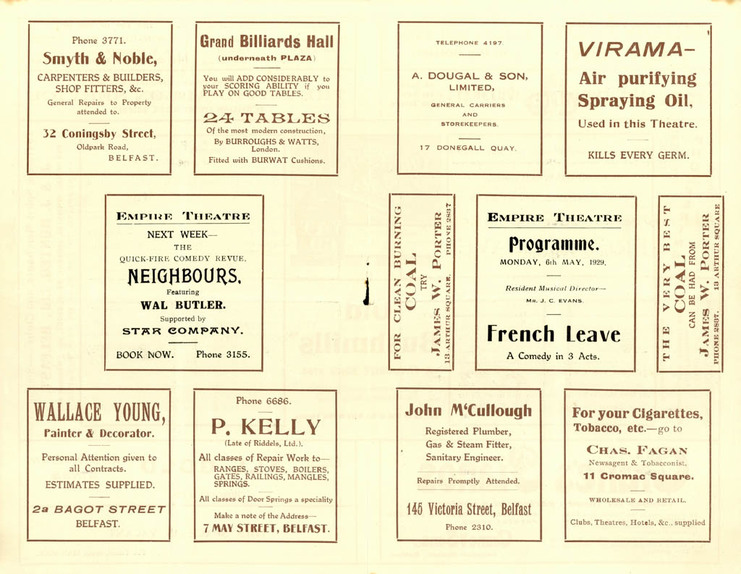 Phone 3771.
Smyth & Noble,
CARPENTERS & BUILDERS,
SHOP FITTERS, &c.
General Repairs to Property
attended to.
32 Coningsby Street,
Oldpark Road,
BELFAST.
Grand Billiards Hall
(underneath PLAZA)
You will ADD CONSIDERABLY to
your SCORING ABILITY if you
PLAY ON GOOD TABLES.
24 TABLES
Of the most modern construction,
By BURROUGHS & WATTS,
London.
Fitted with BURWAT Cushions.
TELEPHONE 4197
A. DOUGAL & SON,
LIMITED,
GENERAL CARRIERS
AND
STOREKEEPERS.
17 DONEGALL QUAY.
VIRAMA—
Air purifying
Spraying Oil,
Used in this Theatre.
KILLS EVERY GERM.
EMPIRE THEATRE
NEXT WEEK—
THE
QUICK-FIRE COMEDY REVUE,
NEIGHBOURS,
Featuring
WAL BUTLER.
Supported by
STAR COMPANY.
BOOK NOW. Phone 3155.
FOR CLEAN BURNING
COAL
TRY
JAMES W. PORTER
13 ARTHUR SQUARE. PHONE 2867
EMPIRE THEATRE
Programme.
MONDAY, 6th MAY, 1929.
Resident Musical Director—
MR. J. C. EVANS.
French Leave
A Comedy in 3 Acts.
THE VERY BEST
COAL
CAN BE HAD FROM
JAMES W. PORTER
PHONE 2867. 13 ARTHUR SQUARE
WALLACE YOUNG,
Painter & Decorator.
Personal Attention given to
all Contracts.
ESTIMATES SUPPLIED.
2a BAGOT STREET
BELFAST.
Phone 6686.
P. KELLY
(Late of Riddels, Ltd.).
All classes of Repair Work to—
RANGES, STOVES, BOILERS,
GATES, RAILINGS, MANGLES,
SPRINGS.
All classes of Door Springs a speciality
Make a note of the Address—
7 MAY STREET, BELFAST.
John M'Cullough
Registered Plumber,
Gas & Steam Fitter,
Sanitary Engineer.
Repairs Promptly Attended.
145 Victoria Street, Belfast
Phone 2310.
For your Cigarettes,
Tobacco, etc.—go to
CHAS. FAGAN
Newsagent & Tobacconist,
11 Cromac Square.
WHOLESALE AND RETAIL.
Clubs, Theatres, Hotels, &c., supplied